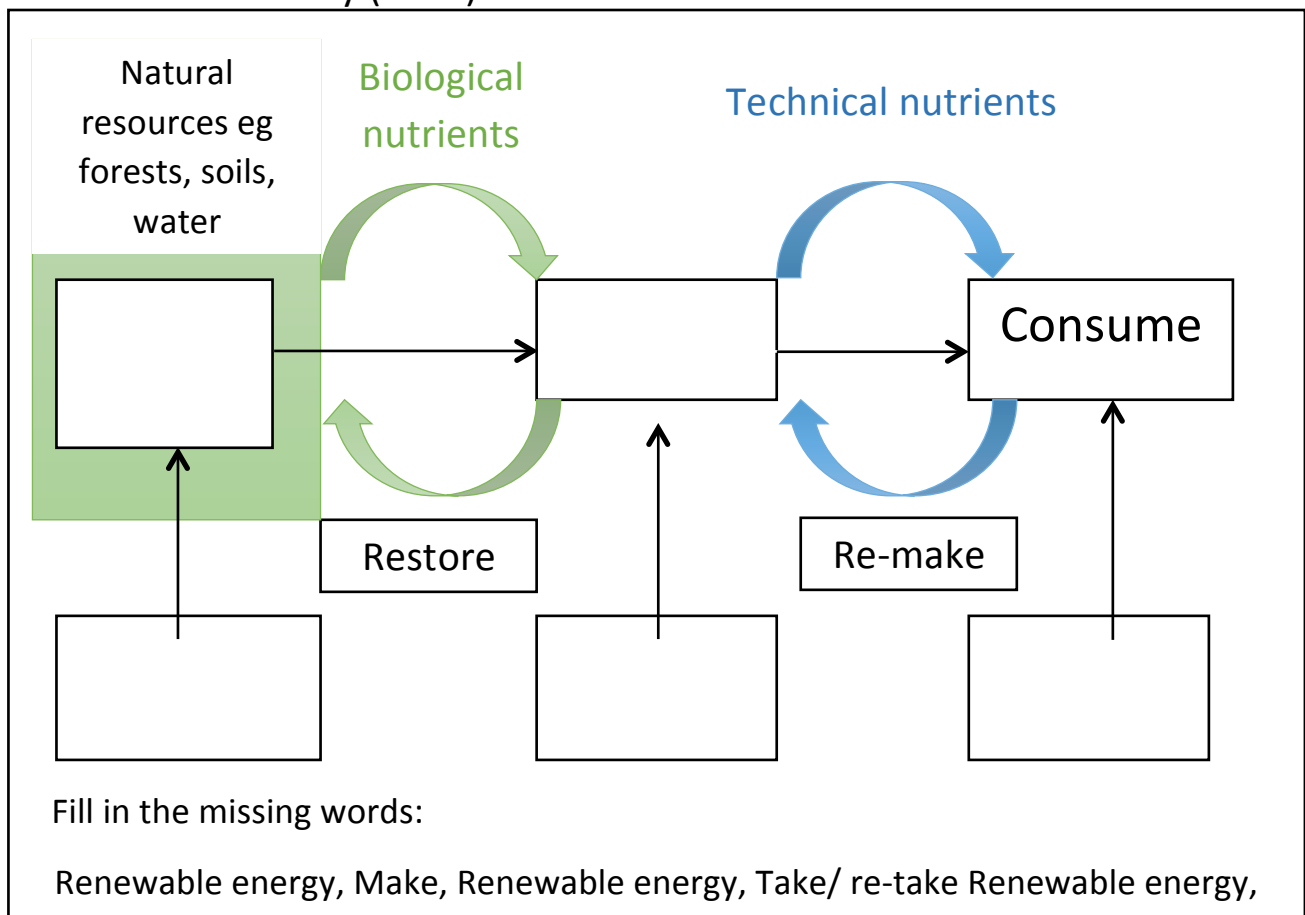 Natural
resources eg
forests, soils,
water
Biological
nutrients
Technical nutrients
Consume
Restore
Re-make
Fill in the missing words:
Renewable energy, Make, Renewable energy, Take/ re-take Renewable energy,